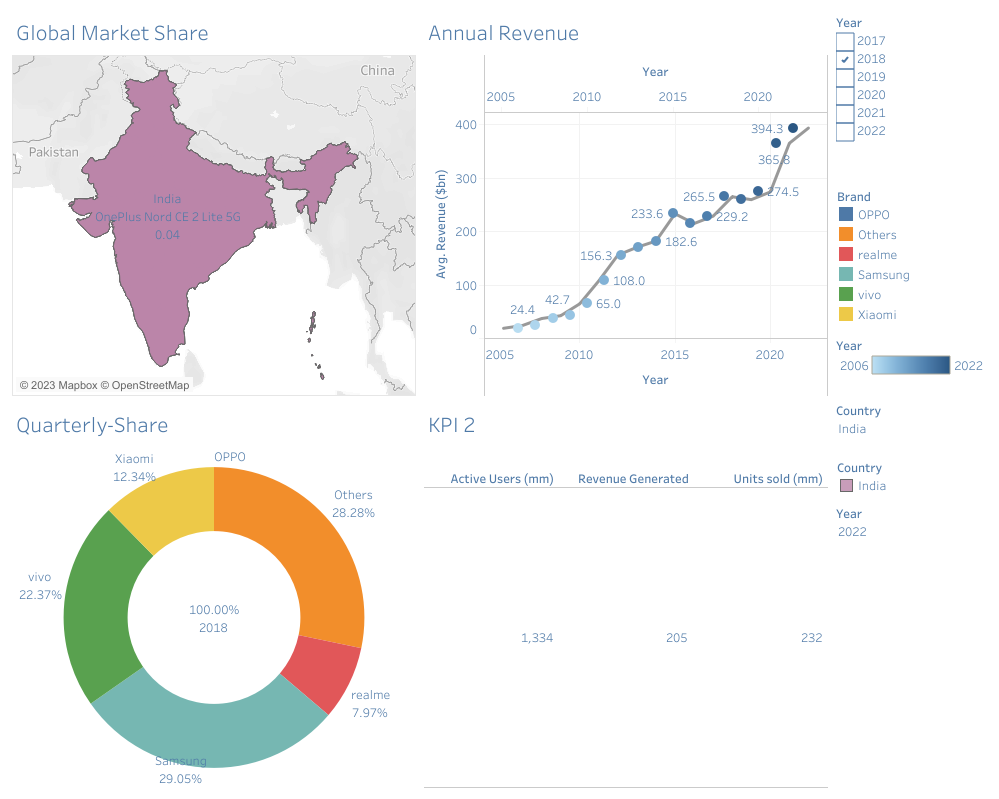 Global Market Share
China
Pakistan
India
OnePlus Nord CE 2 Lite 5G
0.04
© 2023 Mapbox © OpenStreetMap
Annual Revenue
Year
2005
2010
2015
2020
Avg. Revenue ($bn)
400
300
200
100
0
24.4
42.7
65.0
108.0
156.3
182.6
233.6
229.2
265.5
274.5
365.8
394.3
2005
2010
2015
2020
Year
Year
2017
2018
2019
2020
2021
2022
Brand
OPPO
Others
realme
Samsung
vivo
Xiaomi
Year
2006
2022
Country
India
Country
India
Year
2022
Quarterly-Share
OPPO
Xiaomi
12.34%
Others
28.28%
vivo
22.37%
100.00%
2018
realme
7.97%
Samsung
29.05%
KPI 2
Active Users (mm)
Revenue Generated
Units sold (mm)
1,334
205
232